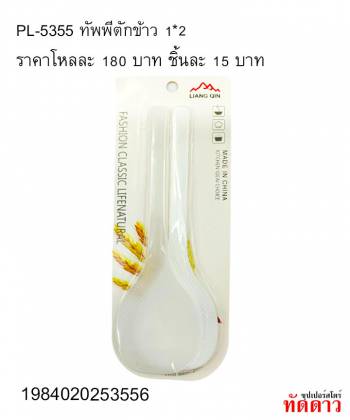 PL-5355 ทัพพีตักข้าว 1*2
ราคาโหลละ 180 บาท ชิ้นละ 15 บาท
LIANG QIN
FASHION CLASSIC LIFENATURAL
MADE IN CHINA
1984020253556
ซุปเปอร์สโตร์
ทัดดาว